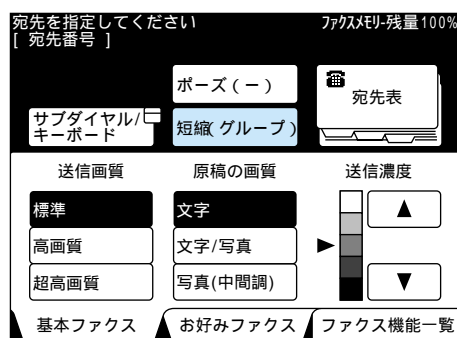 宛先を指定してください ファクスメモリ-残量100%
[ 宛先番号 ]
ポーズ(ー)
宛先表
サブダイヤル/
キーボード
短縮(グループ)
送信画質 原稿の画質 送信濃度
標準 文字
高画質 文字/写真
超高画質 写真(中間調)
基本ファクス お好みファクス ファクス機能一覧